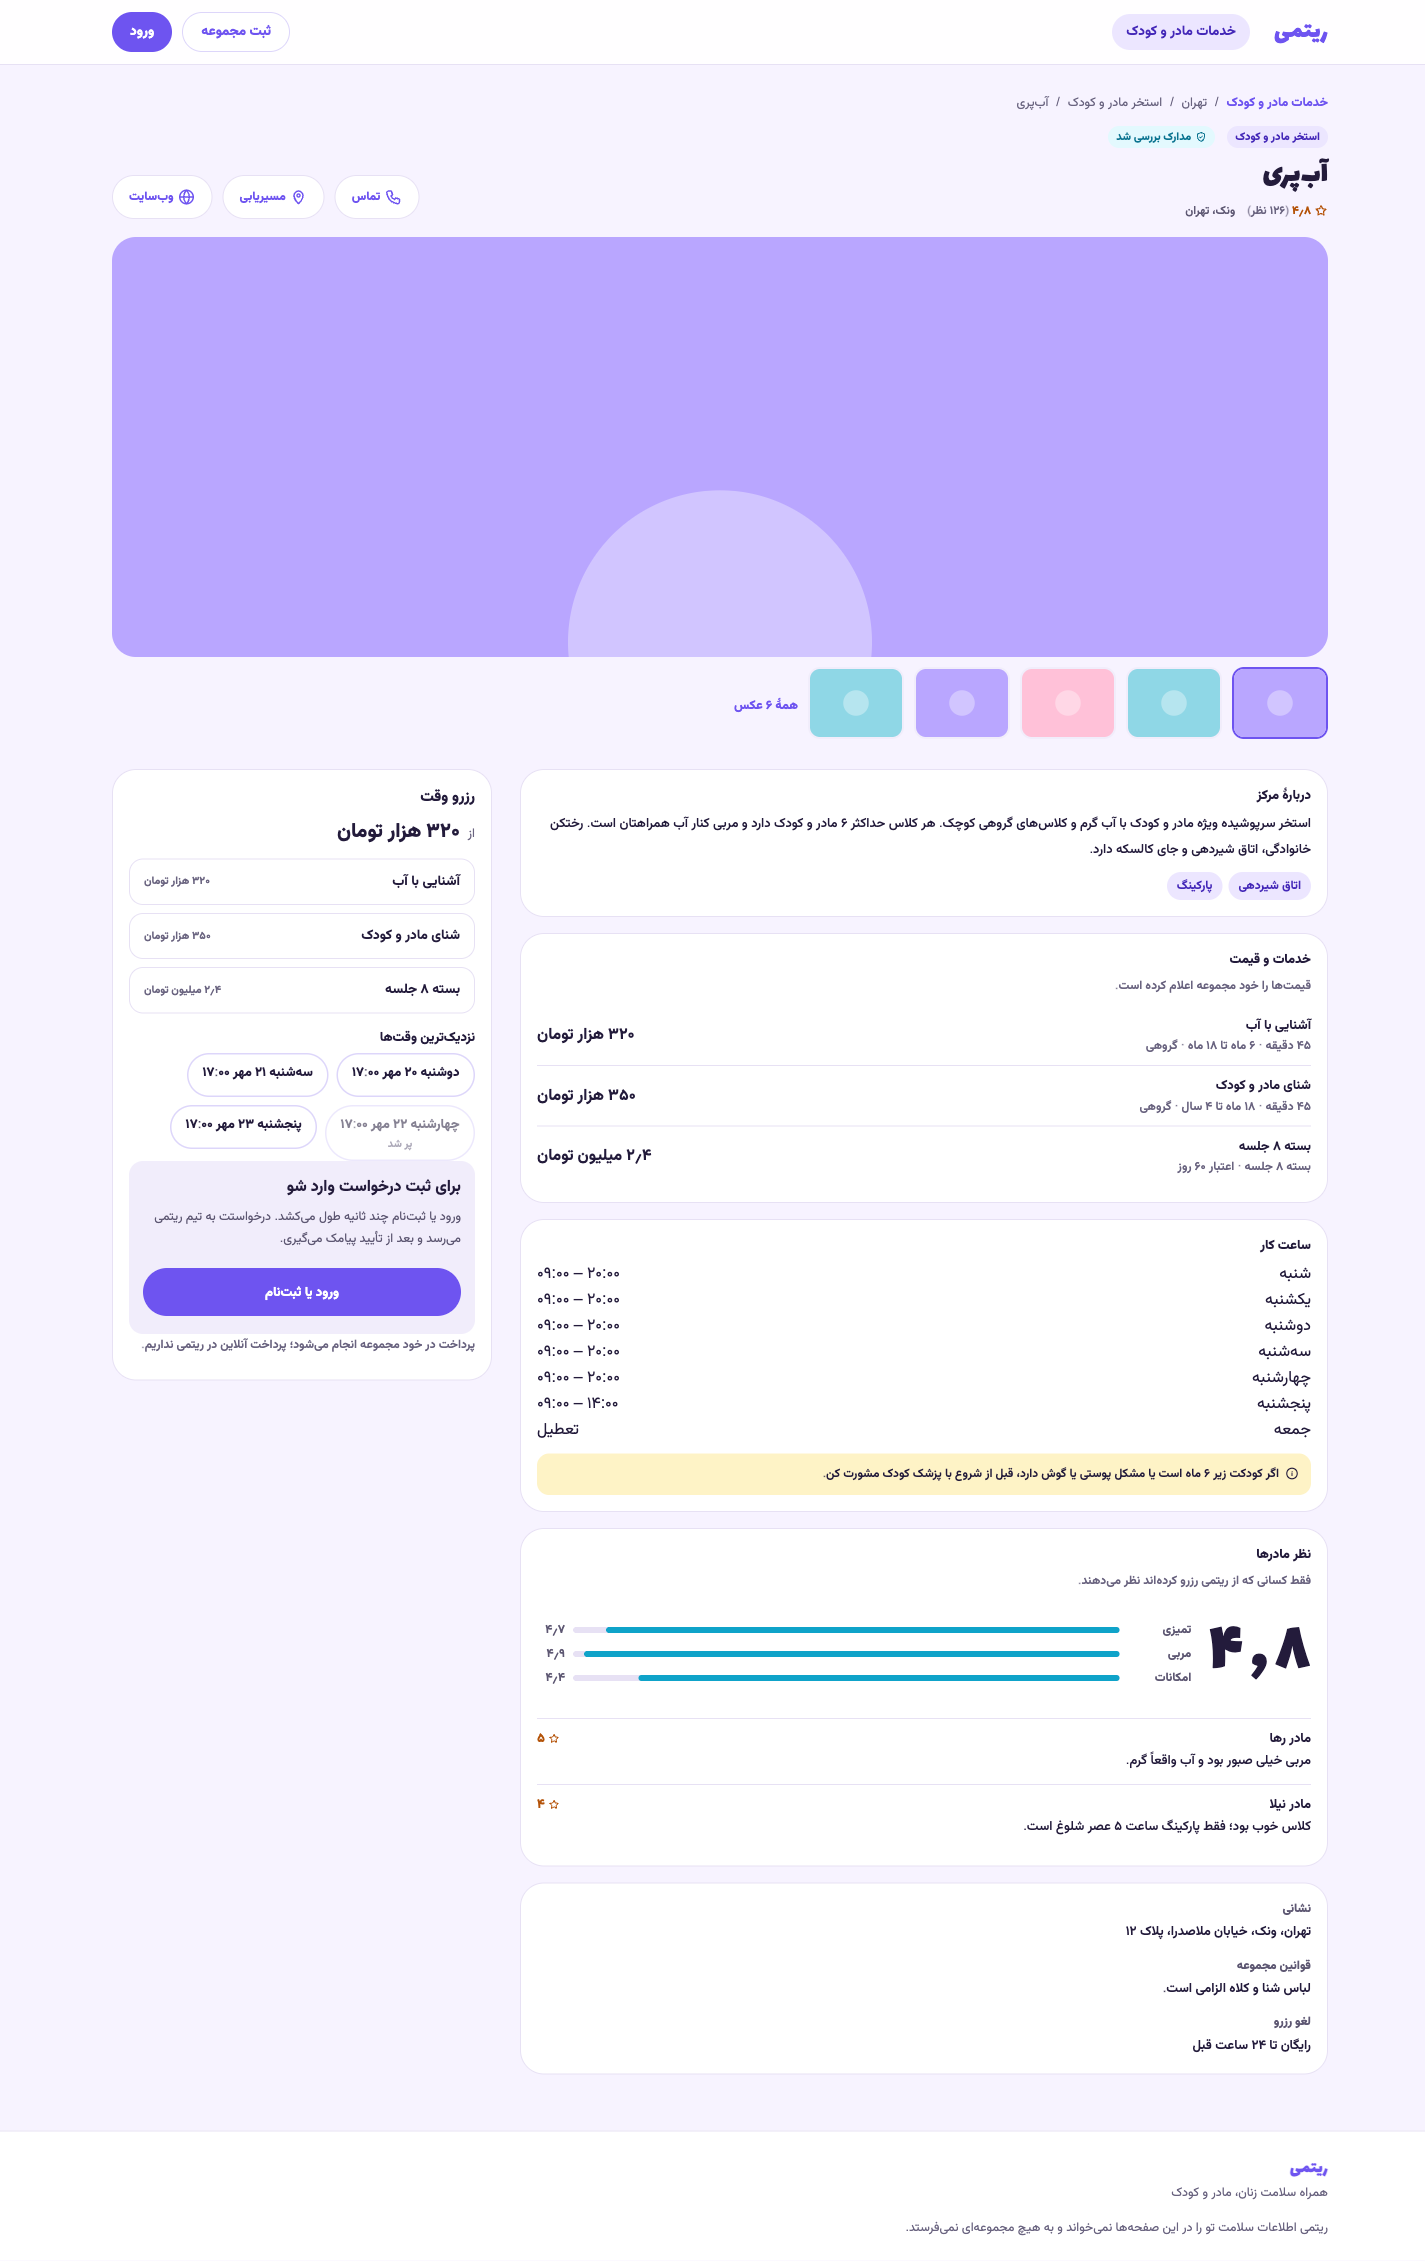 ریتمی
خدمات مادر و کودک
ثبت مجموعه
ورود
خدمات مادر و کودک / تهران / استخر مادر و کودک / آب‌پری
استخر مادر و کودک
مدارک بررسی شد
آب‌پری
۴٫۸ (۱۲۶ نظر) ونک، تهران
تماس
مسیریابی
وب‌سایت
همهٔ ۶ عکس
دربارهٔ مرکز
استخر سرپوشیده ویژه مادر و کودک با آب گرم و کلاس‌های گروهی کوچک. هر کلاس حداکثر ۶ مادر و کودک دارد و مربی کنار آب همراهتان است. رختکن
خانوادگی، اتاق شیردهی و جای کالسکه دارد.
اتاق شیردهی
پارکینگ
خدمات و قیمت
قیمت‌ها را خود مجموعه اعلام کرده است.
آشنایی با آب
۴۵ دقیقه · ۶ ماه تا ۱۸ ماه · گروهی
۳۲۰ هزار تومان
شنای مادر و کودک
۴۵ دقیقه · ۱۸ ماه تا ۴ سال · گروهی
۳۵۰ هزار تومان
بسته ۸ جلسه
بسته ۸ جلسه · اعتبار ۶۰ روز
۲٫۴ میلیون تومان
ساعت کار
شنبه ۰۹:۰۰ – ۲۰:۰۰
یکشنبه ۰۹:۰۰ – ۲۰:۰۰
دوشنبه ۰۹:۰۰ – ۲۰:۰۰
سه‌شنبه ۰۹:۰۰ – ۲۰:۰۰
چهارشنبه ۰۹:۰۰ – ۲۰:۰۰
پنجشنبه ۰۹:۰۰ – ۱۴:۰۰
جمعه تعطیل
اگر کودکت زیر ۶ ماه است یا مشکل پوستی یا گوش دارد، قبل از شروع با پزشک کودک مشورت کن.
نظر مادرها
فقط کسانی که از ریتمی رزرو کرده‌اند نظر می‌دهند.
۴٫۸
تمیزی ۴٫۷
مربی ۴٫۹
امکانات ۴٫۴
مادر رها ۵
مربی خیلی صبور بود و آب واقعاً گرم.
مادر نیلا ۴
کلاس خوب بود؛ فقط پارکینگ ساعت ۵ عصر شلوغ است.
نشانی
تهران، ونک، خیابان ملاصدرا، پلاک ۱۲
قوانین مجموعه
لباس شنا و کلاه الزامی است.
لغو رزرو
رایگان تا ۲۴ ساعت قبل
رزرو وقت
از ۳۲۰ هزار تومان
آشنایی با آب ۳۲۰ هزار تومان
شنای مادر و کودک ۳۵۰ هزار تومان
بسته ۸ جلسه ۲٫۴ میلیون تومان
نزدیک‌ترین وقت‌ها
دوشنبه ۲۰ مهر ۱۷:۰۰
سه‌شنبه ۲۱ مهر ۱۷:۰۰
چهارشنبه ۲۲ مهر ۱۷:۰۰
پر شد
پنجشنبه ۲۳ مهر ۱۷:۰۰
برای ثبت درخواست وارد شو
ورود یا ثبت‌نام چند ثانیه طول می‌کشد. درخواستت به تیم ریتمی
می‌رسد و بعد از تأیید پیامک می‌گیری.
ورود یا ثبت‌نام
پرداخت در خود مجموعه انجام می‌شود؛ پرداخت آنلاین در ریتمی نداریم.
ریتمی
همراه سلامت زنان، مادر و کودک
ریتمی اطلاعات سلامت تو را در این صفحه‌ها نمی‌خواند و به هیچ مجموعه‌ای نمی‌فرستد.